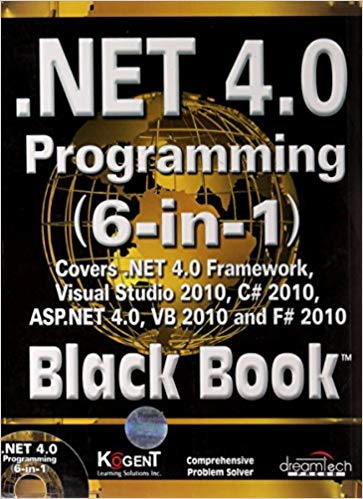 .NET 4.0
Programming
(6-in-1)
Covers .NET 4.0 Framework,
Visual Studio 2010, C# 2010,
ASP.NET 4.0, VB 2010 and F# 2010
Black Book™
.NET 4.0
Programming
6-in-1
KOGENT
Learning Solutions Inc.
Comprehensive
Problem Solver
dreamtech
PRESS